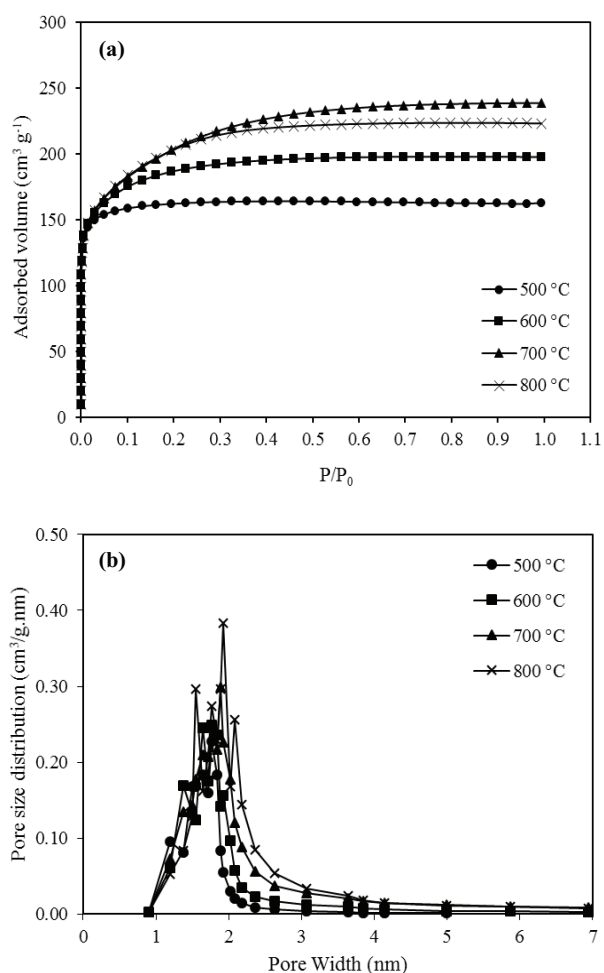 (a)
300
250
200
150
100
50
0
Adsorbed volume (cm³ g⁻¹)
500 °C
600 °C
700 °C
800 °C
0.0 0.1 0.2 0.3 0.4 0.5 0.6 0.7 0.8 0.9 1.0 1.1
P/P₀
(b)
0.50
0.40
0.30
0.20
0.10
0.00
Pore size distribution (cm³/g.nm)
500 °C
600 °C
700 °C
800 °C
0 1 2 3 4 5 6 7
Pore Width (nm)